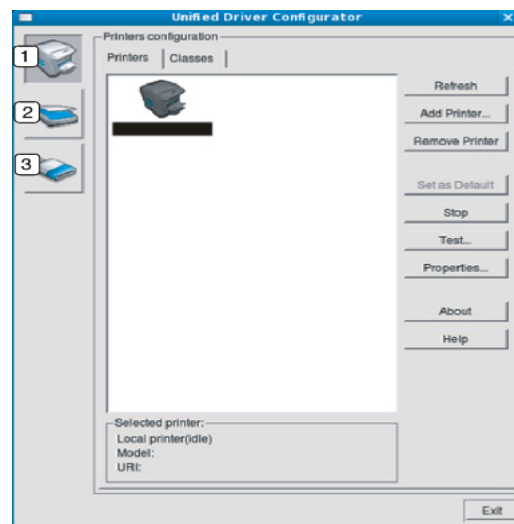 Unified Driver Configurator
Printers configuration
Printers
Classes
1
2
3
Refresh
Add Printer...
Remove Printer
Set as Default
Stop
Test...
Properties...
About
Help
Selected printer:
Local printer(idle)
Model:
URI:
Exit